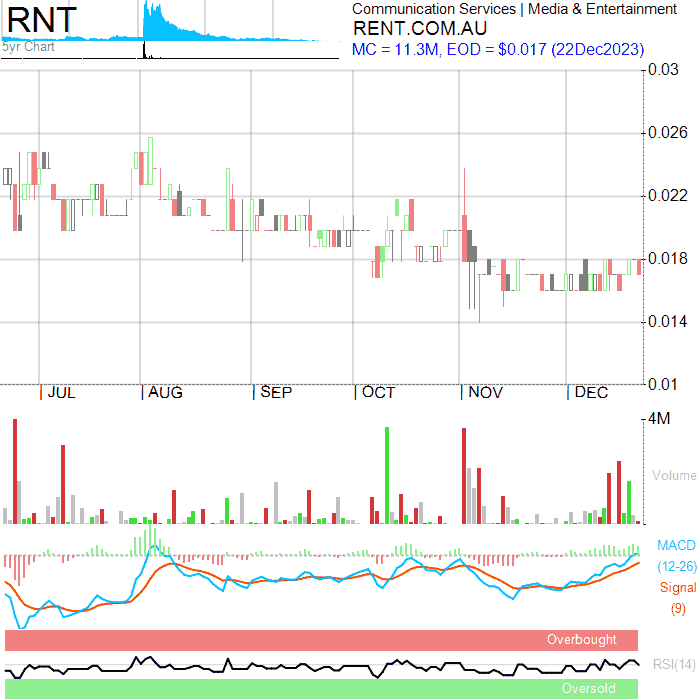 RNT
5yr Chart
Communication Services | Media & Entertainment
RENT.COM.AU
MC = 11.3M, EOD = $0.017 (22Dec2023)
0.03
0.026
0.022
0.018
0.014
0.01
JUL AUG SEP OCT NOV DEC
4M
Volume
MACD
(12-26)
Signal
(9)
Overbought
RSI(14)
Oversold